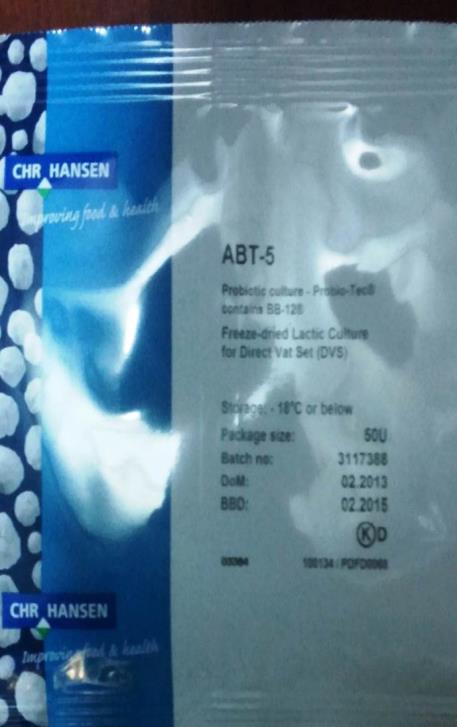 CHR HANSEN
Improving food & health
ABT-5
Probiotic culture - Probio-Tec®
contains BB-12®
Freeze-dried Lactic Culture
for Direct Vat Set (DVS)
Storage: - 18°C or below
Package size: 50U
Batch no: 3117388
DoM: 02.2013
BBD: 02.2015
K D
CHR HANSEN
Improving food & health